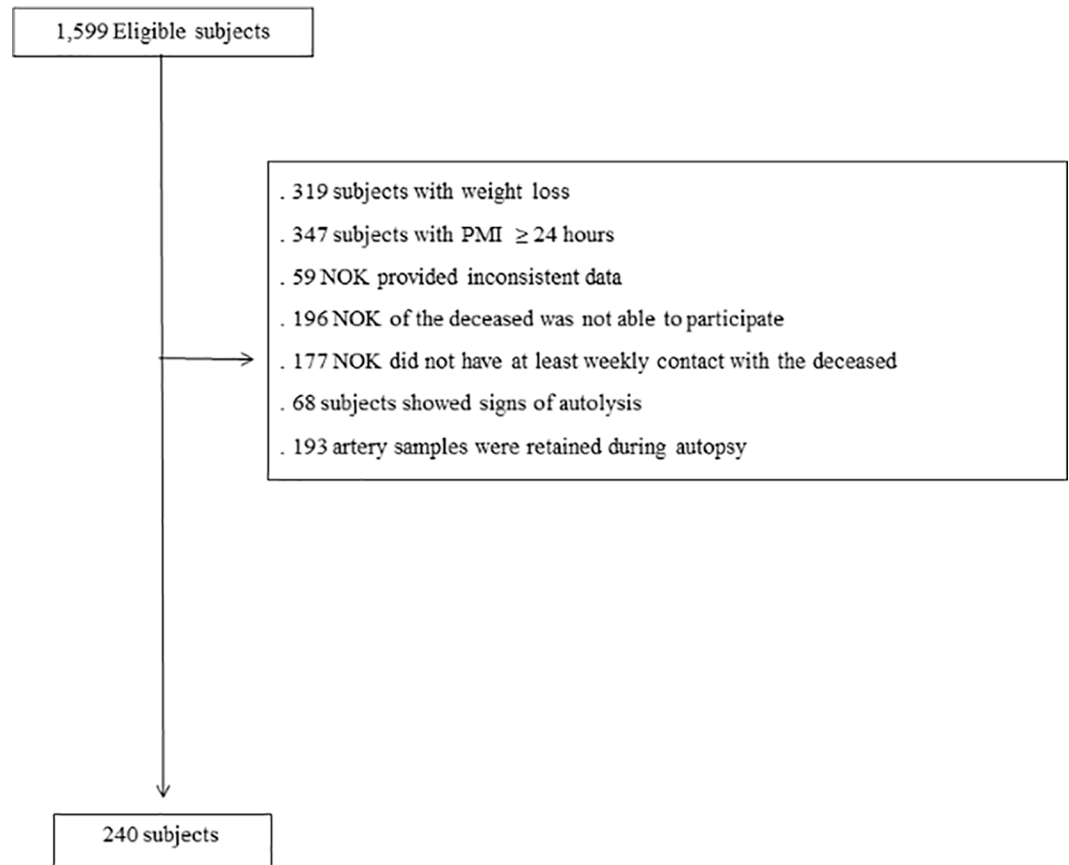 1,599 Eligible subjects
. 319 subjects with weight loss
. 347 subjects with PMI ≥ 24 hours
. 59 NOK provided inconsistent data
. 196 NOK of the deceased was not able to participate
. 177 NOK did not have at least weekly contact with the deceased
. 68 subjects showed signs of autolysis
. 193 artery samples were retained during autopsy
240 subjects